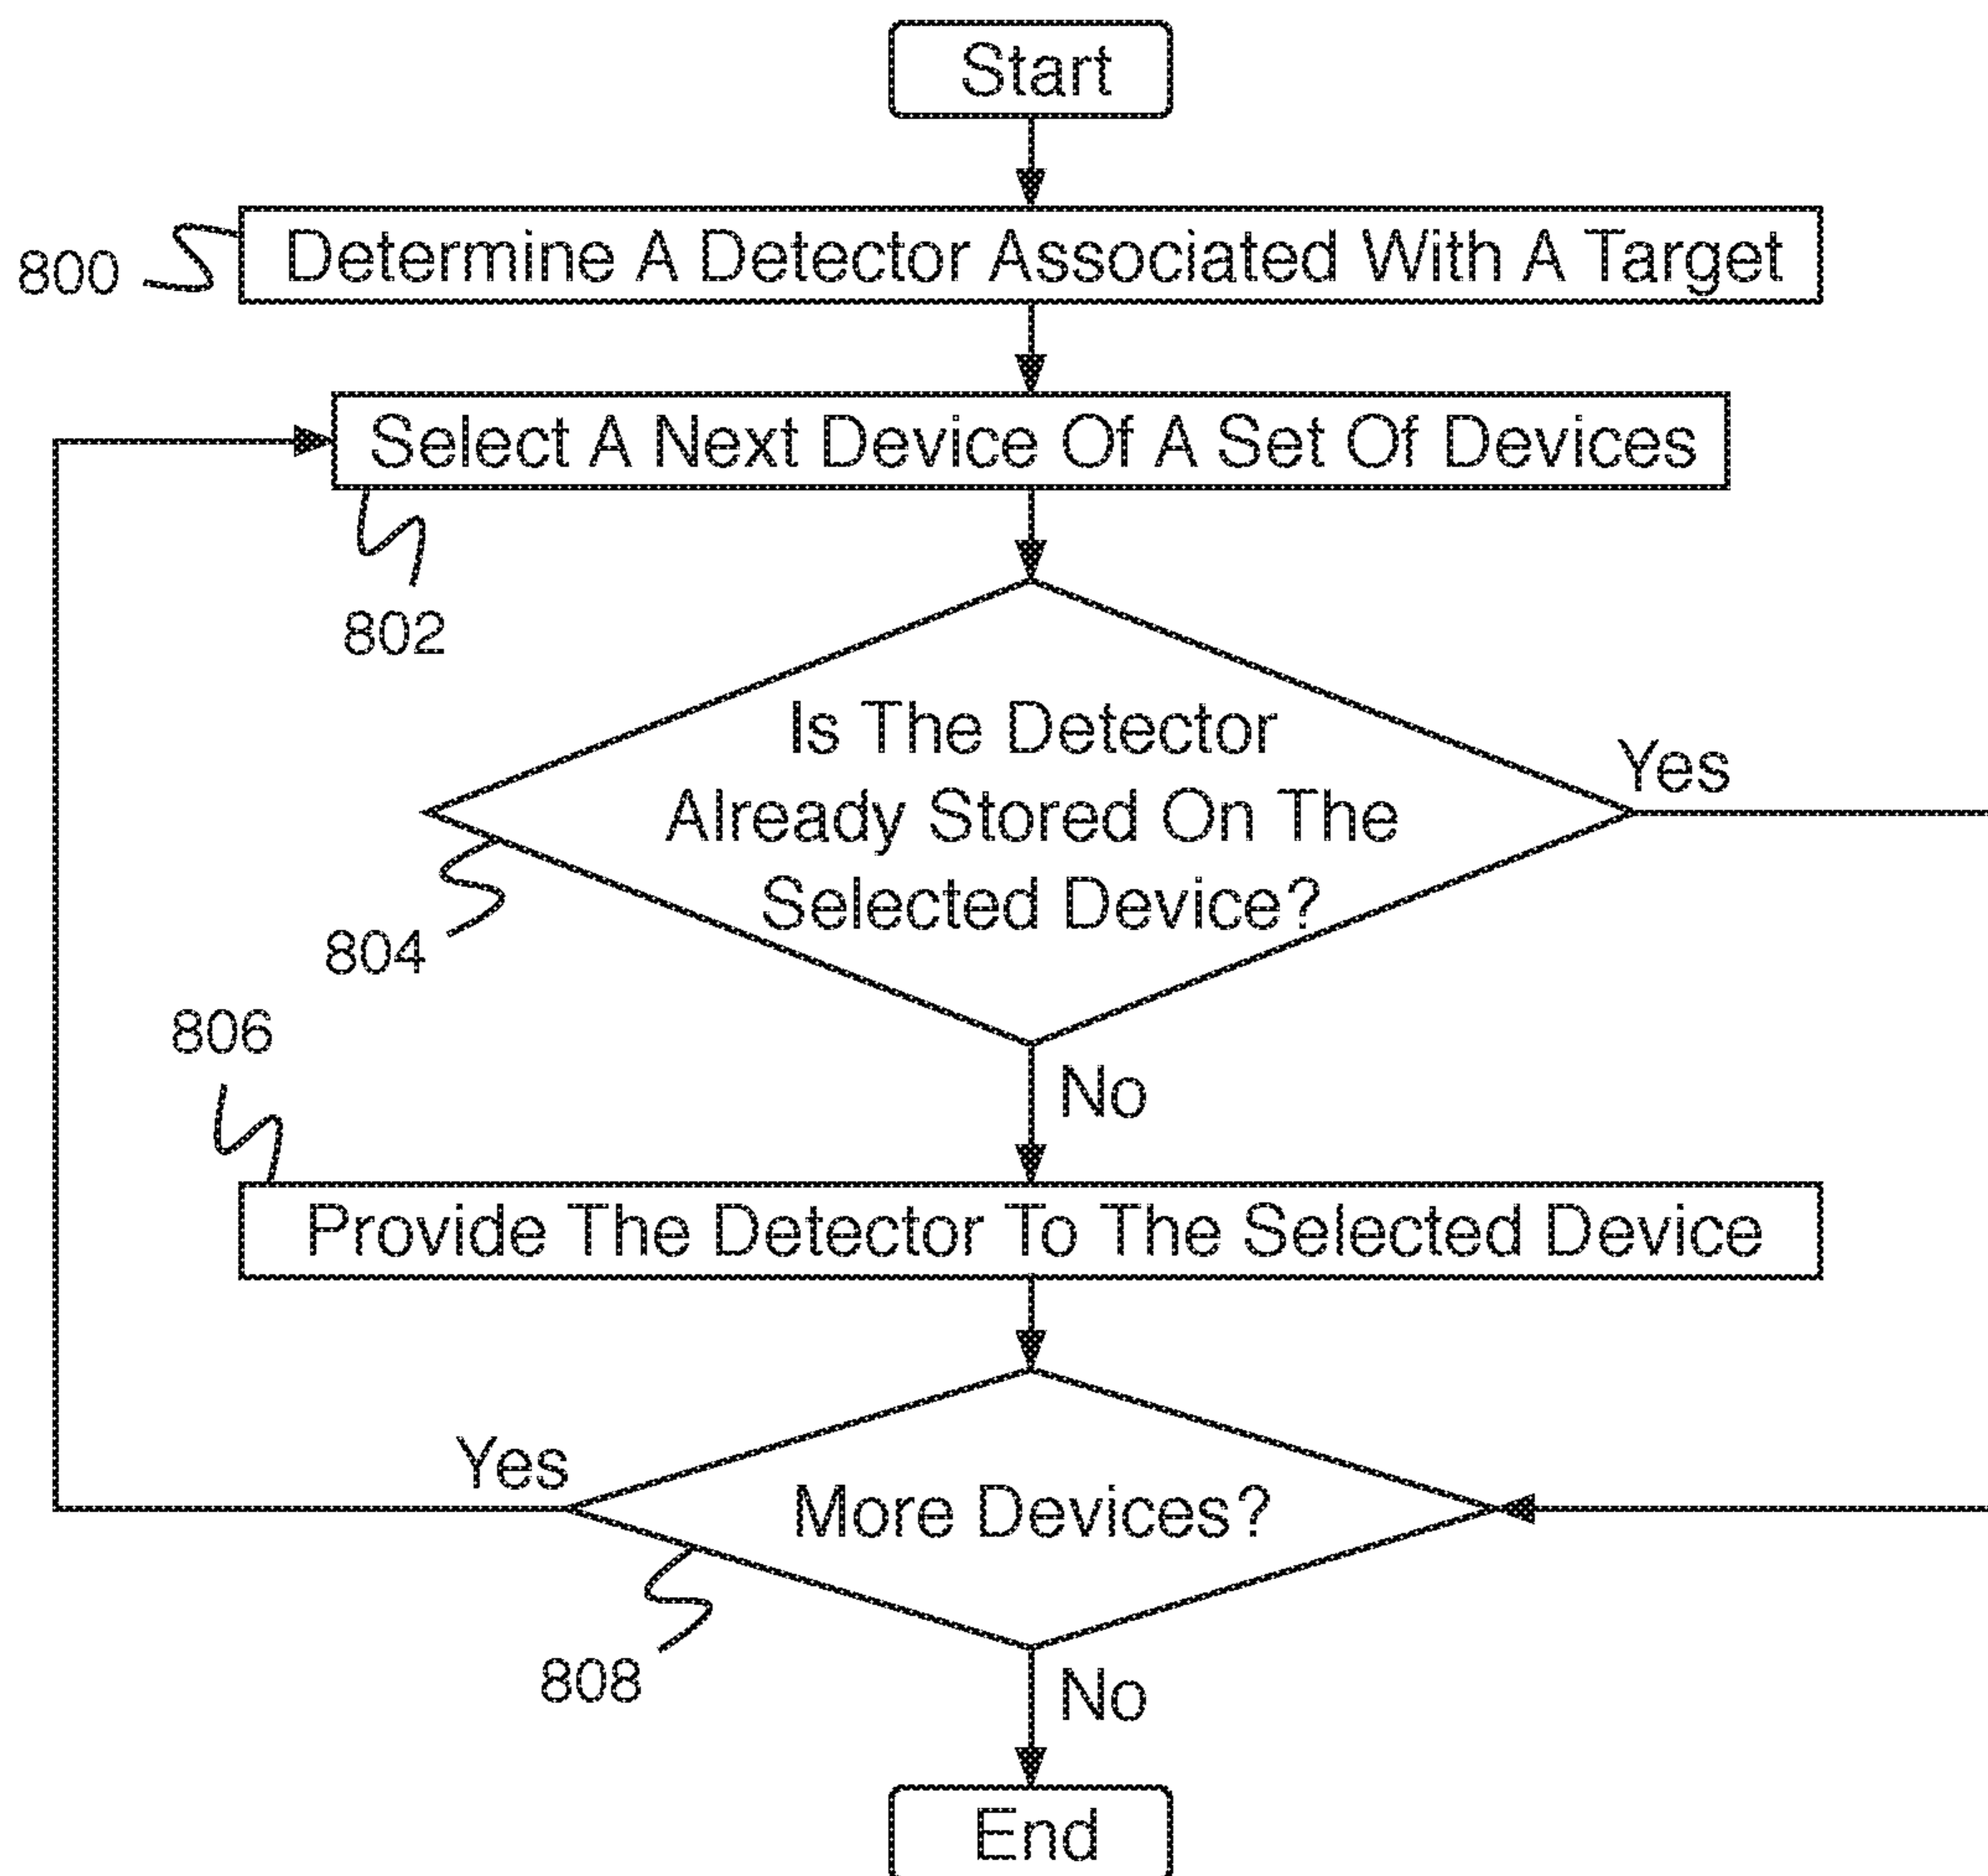 Start
800
Determine A Detector Associated With A Target
Select A Next Device Of A Set Of Devices
802
Is The Detector
Already Stored On The
Selected Device?
Yes
804
806
No
Provide The Detector To The Selected Device
Yes
More Devices?
808
No
End